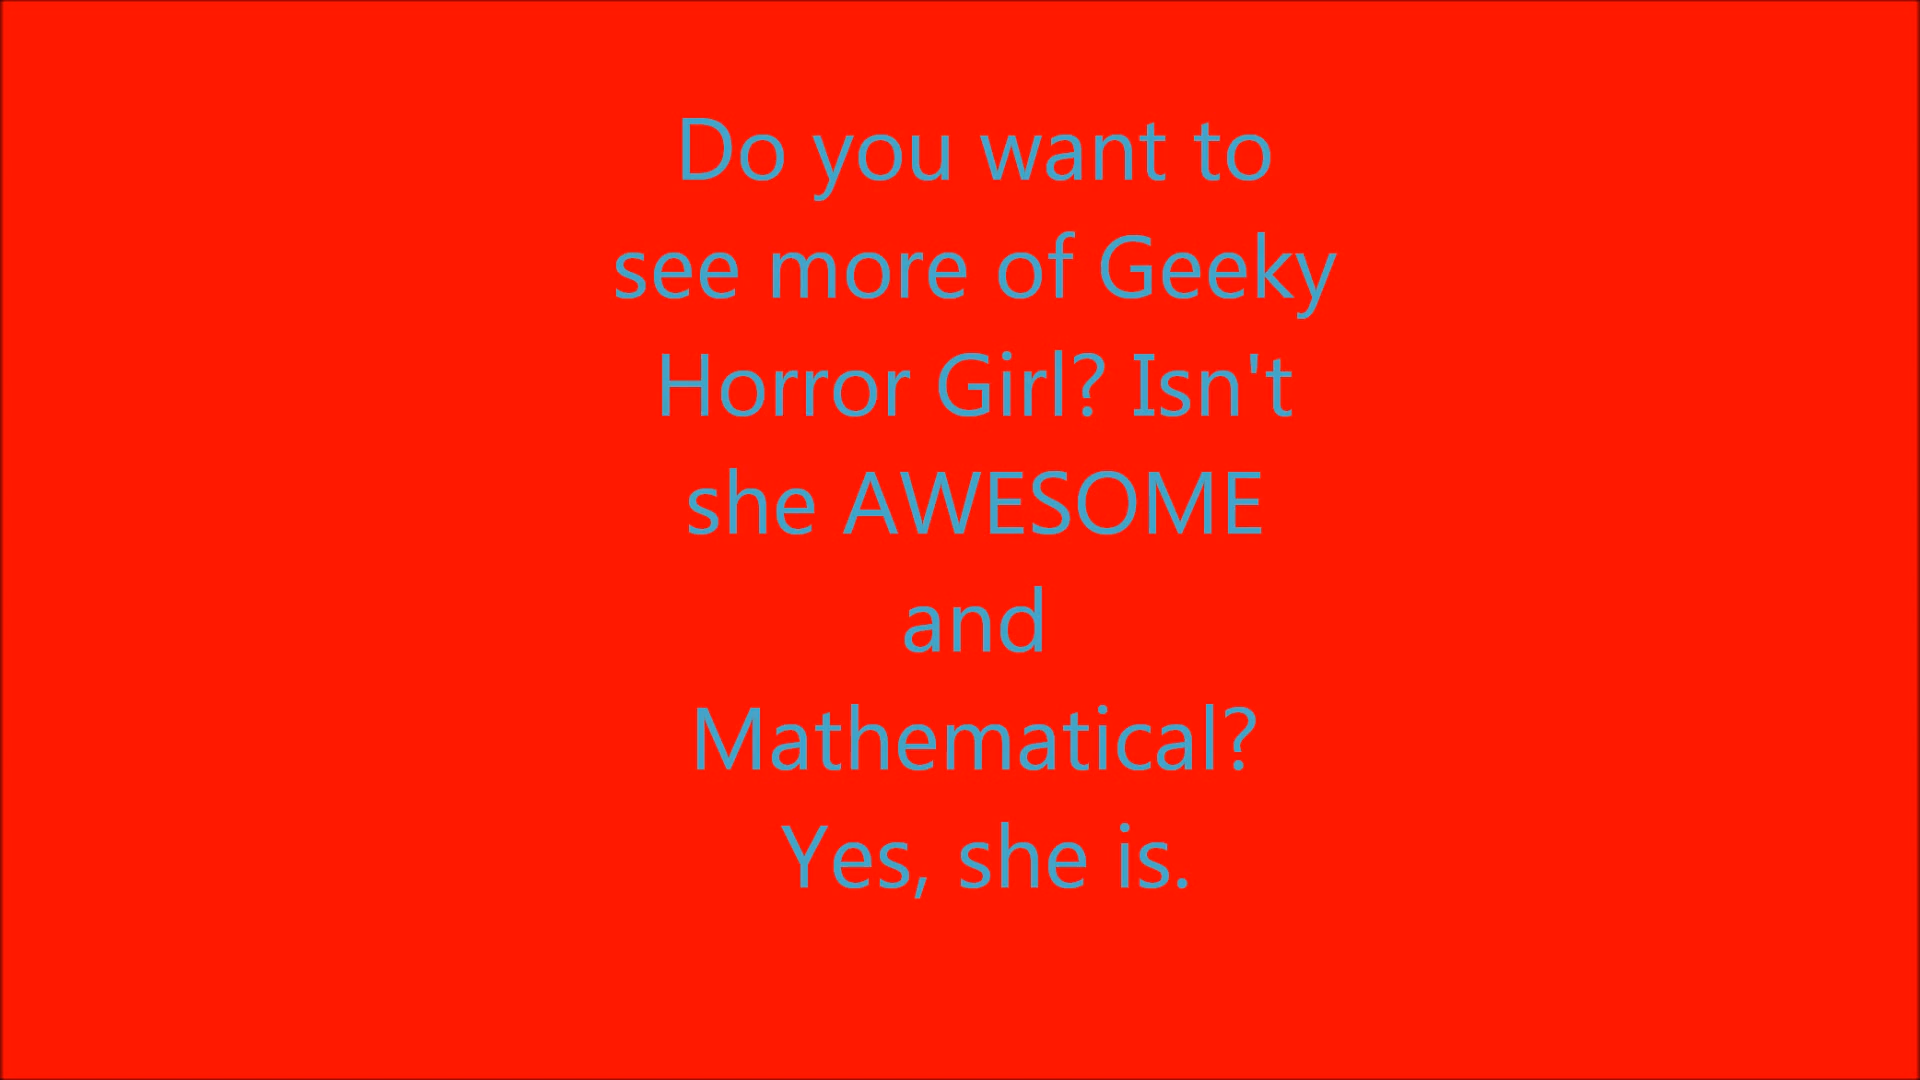 Do you want to
see more of Geeky
Horror Girl? Isn't
she AWESOME
and
Mathematical?
Yes, she is.